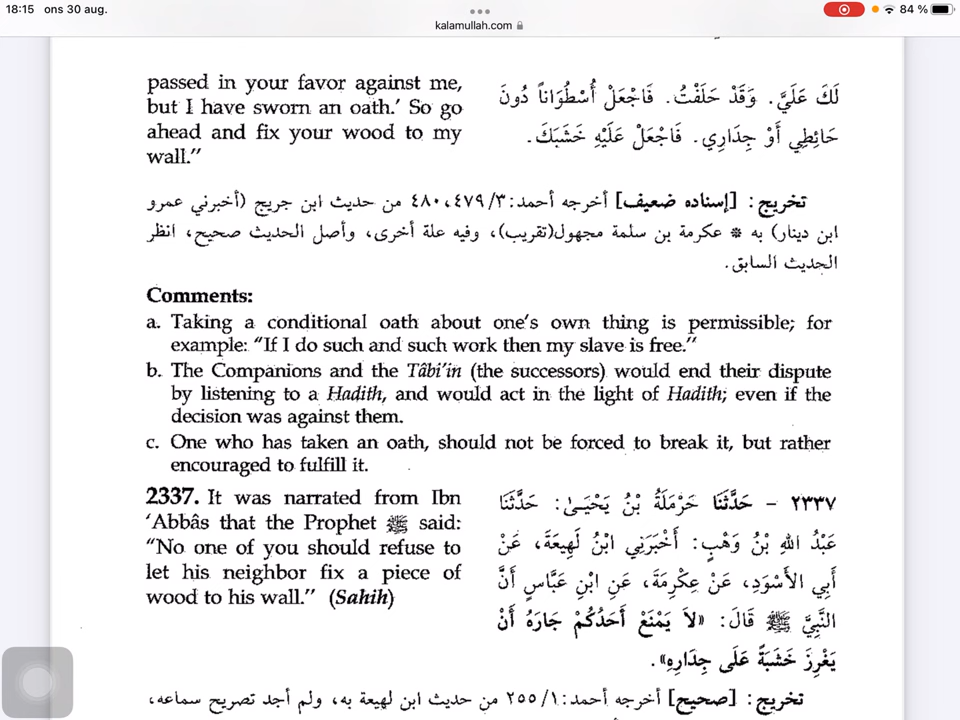 18:15 ons 30 aug.
84 %
kalamullah.com
passed in your favor against me,
but I have sworn an oath.' So go
ahead and fix your wood to my
wall."
لَكَ عَلَيَّ. وَقَدْ حَلَفْتُ. فَاجْعَلْ أُسْطُوَاناً دُونَ
حَائِطِي أَوْ جِدَارِي. فَاجْعَلْ عَلَيْهِ خَشَبَكَ.
تخريج: [إسناده ضعيف] أخرجه أحمد: ٣/ ٤٧٩، ٤٨٠ من حديث ابن جريج (أخبرني عمرو
ابن دينار) به * عكرمة بن سلمة مجهول(تقريب)، وفيه علة أخرى، وأصل الحديث صحيح، انظر
الحديث السابق.
Comments:
a. Taking a conditional oath about one's own thing is permissible; for
example: "If I do such and such work then my slave is free."
b. The Companions and the Tâbi'in (the successors) would end their dispute
by listening to a Hadith, and would act in the light of Hadith; even if the
decision was against them.
c. One who has taken an oath, should not be forced to break it, but rather
encouraged to fulfill it.
2337. It was narrated from Ibn
'Abbâs that the Prophet ﷺ said:
"No one of you should refuse to
let his neighbor fix a piece of
wood to his wall." (Sahih)
٢٣٣٧ - حَدَّثَنَا حَرْمَلَةُ بْنُ يَحْيَىٰ: حَدَّثَنَا
عَبْدُ اللهِ بْنُ وَهْبٍ: أَخْبَرَنِي ابْنُ لَهِيعَةَ، عَنْ
أَبِي الأَسْوَدِ، عَنْ عِكْرِمَةَ، عَنِ ابْنِ عَبَّاسٍ أَنَّ
النَّبِيَّ ﷺ قَالَ: «لاَ يَمْنَعْ أَحَدُكُمْ جَارَهُ أَنْ
يَغْرِزَ خَشَبَةً عَلَى جِدَارِهِ».
تخريج: [صحيح] أخرجه أحمد: ١/ ٢٥٥ من حديث ابن لهيعة به، ولم أجد تصريح سماعه،